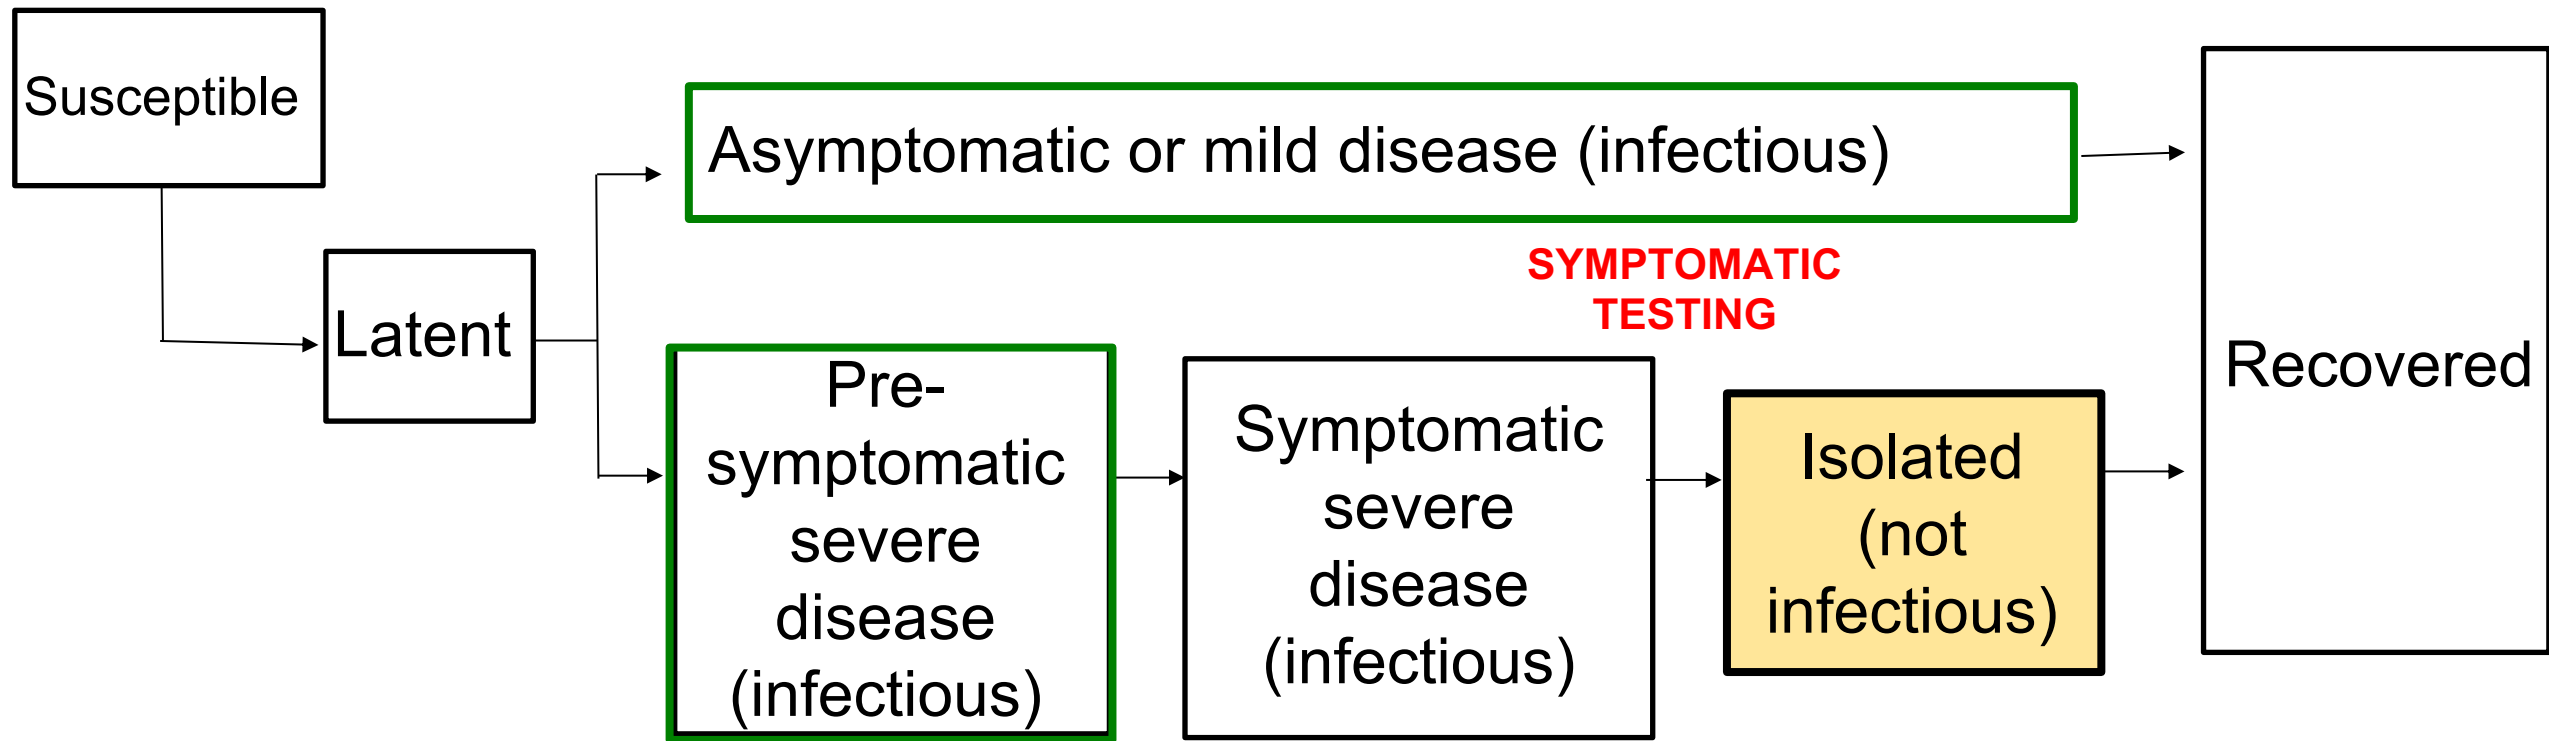 Susceptible
Asymptomatic or mild disease (infectious)
SYMPTOMATIC
TESTING
Latent
Pre-
symptomatic
severe
disease
(infectious)
Symptomatic
severe
disease
(infectious)
Isolated
(not
infectious)
Recovered